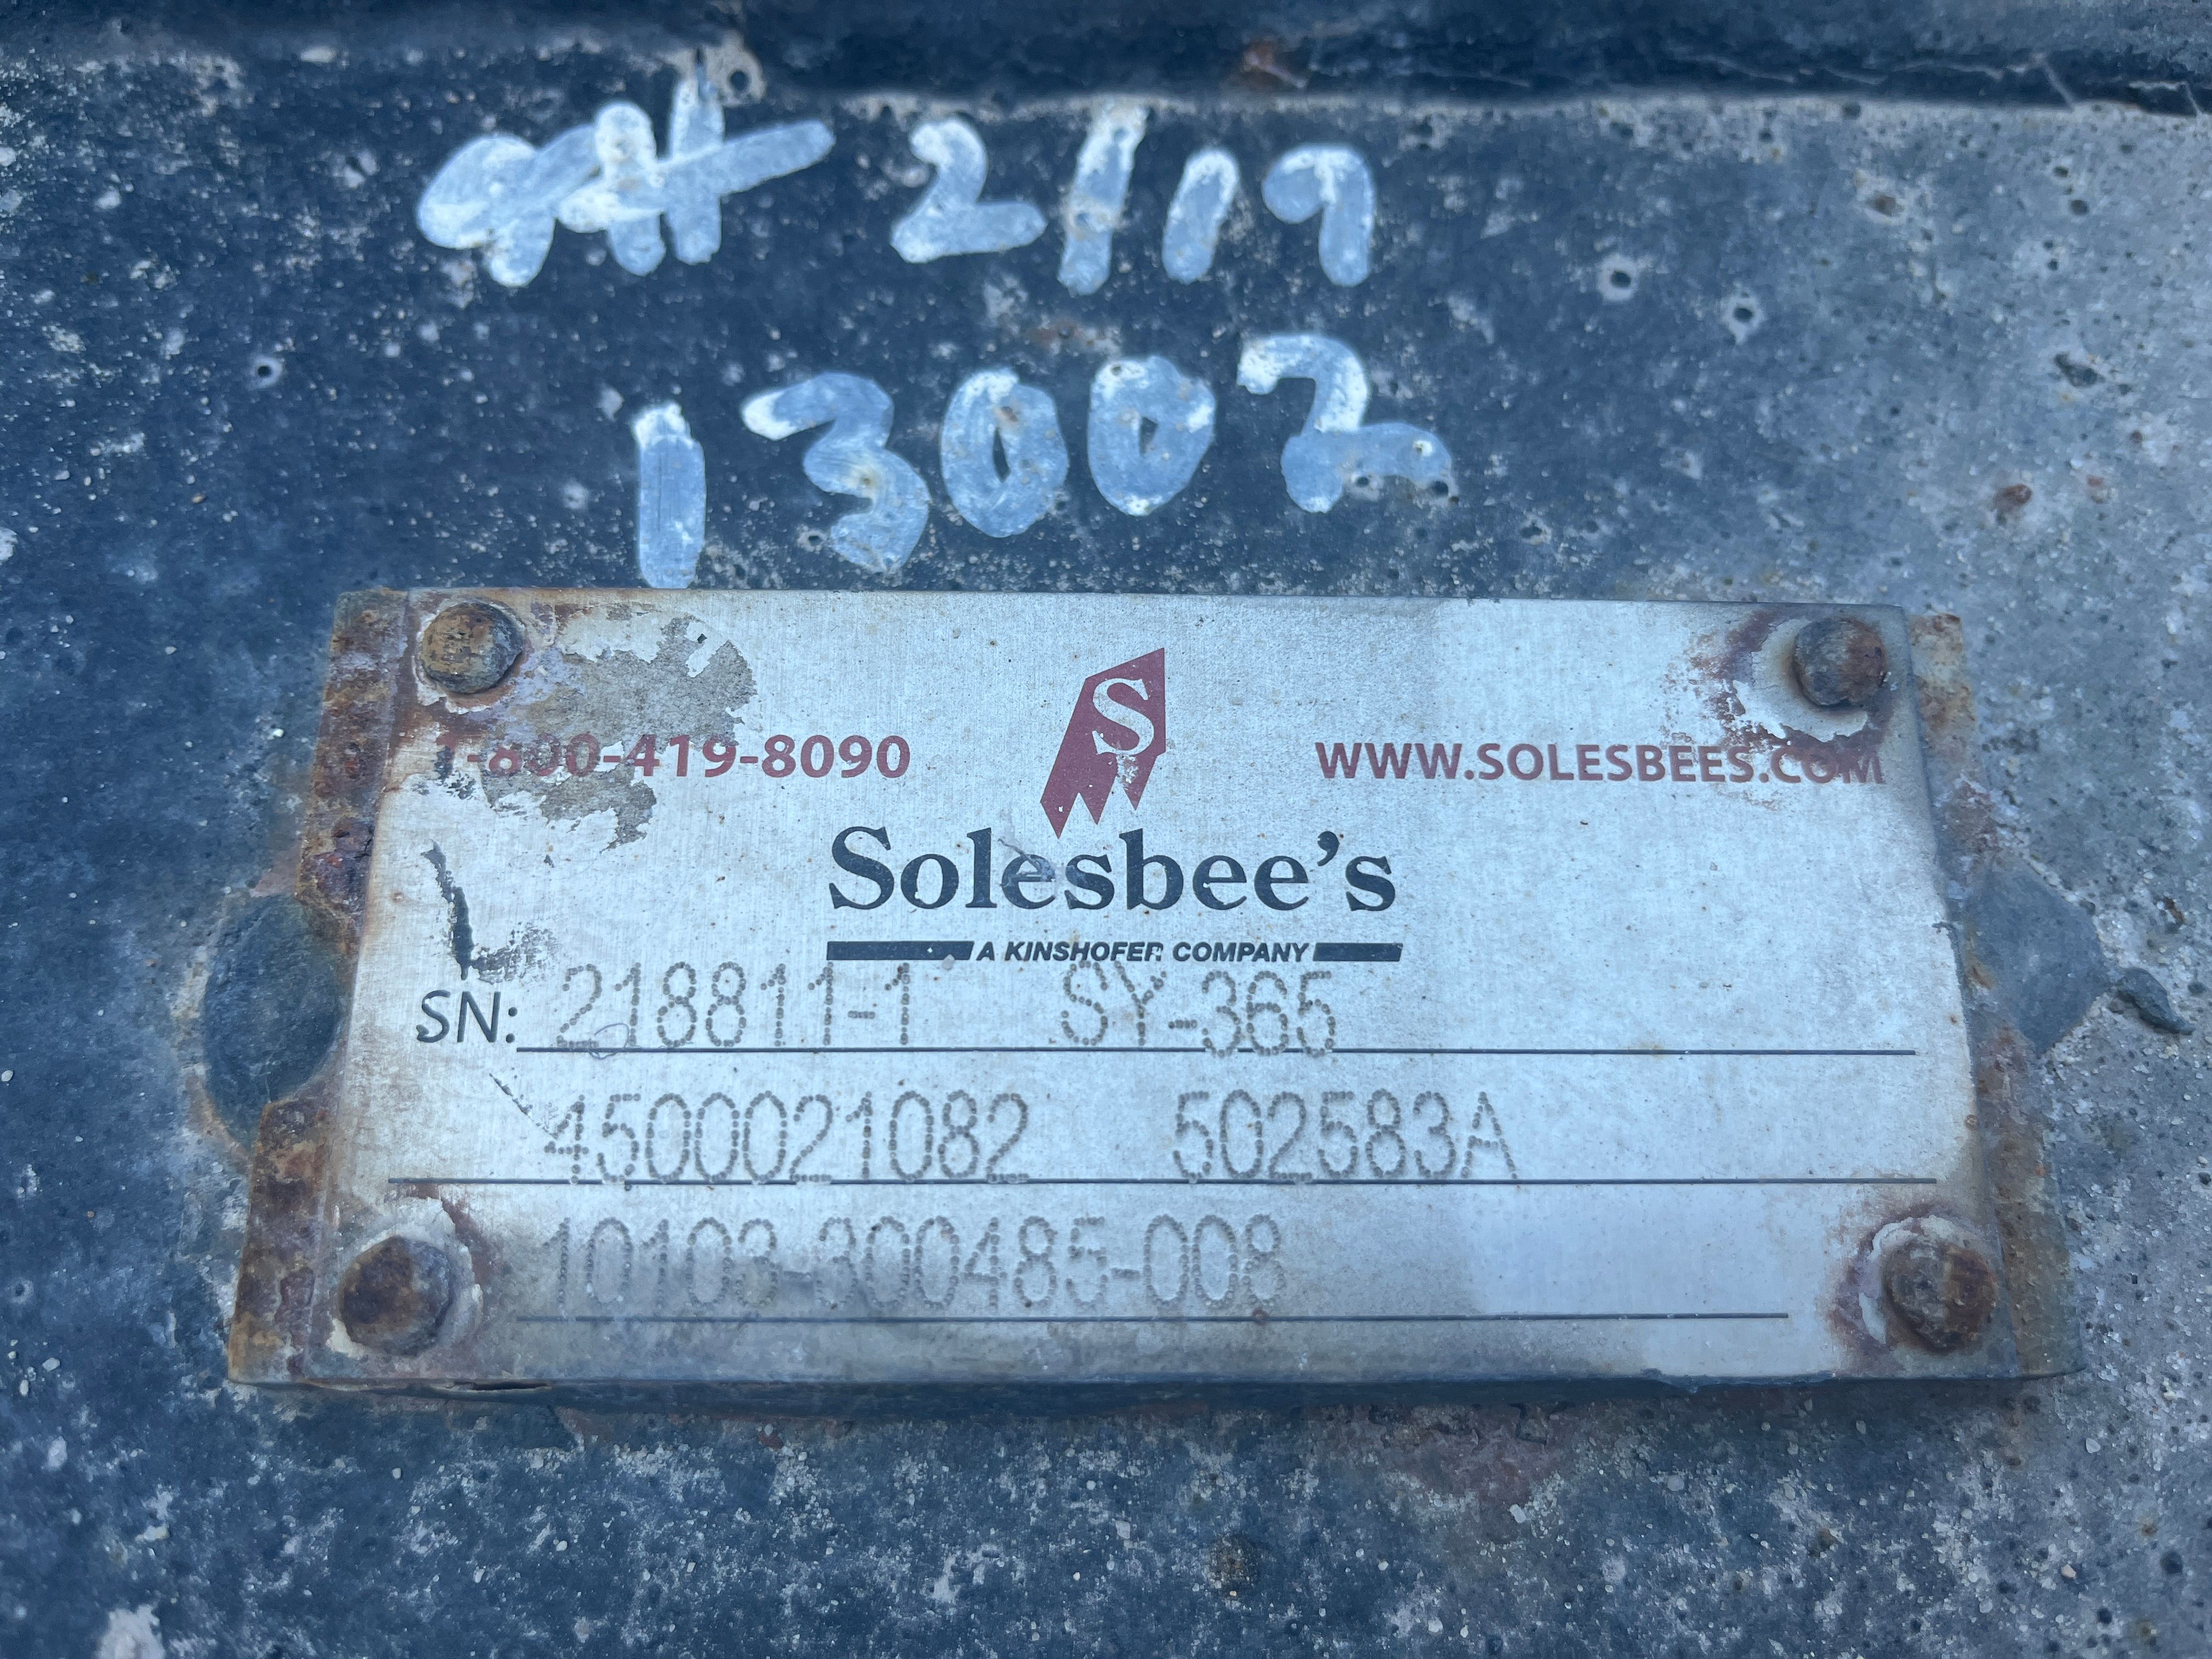 2/19
13002
1-800-419-8090
S
WWW.SOLESBEES.COM
Solesbee's
A KINSHOFER COMPANY
SN: 218811-1 SY-365
4500021082 502583A
10103-300485-008